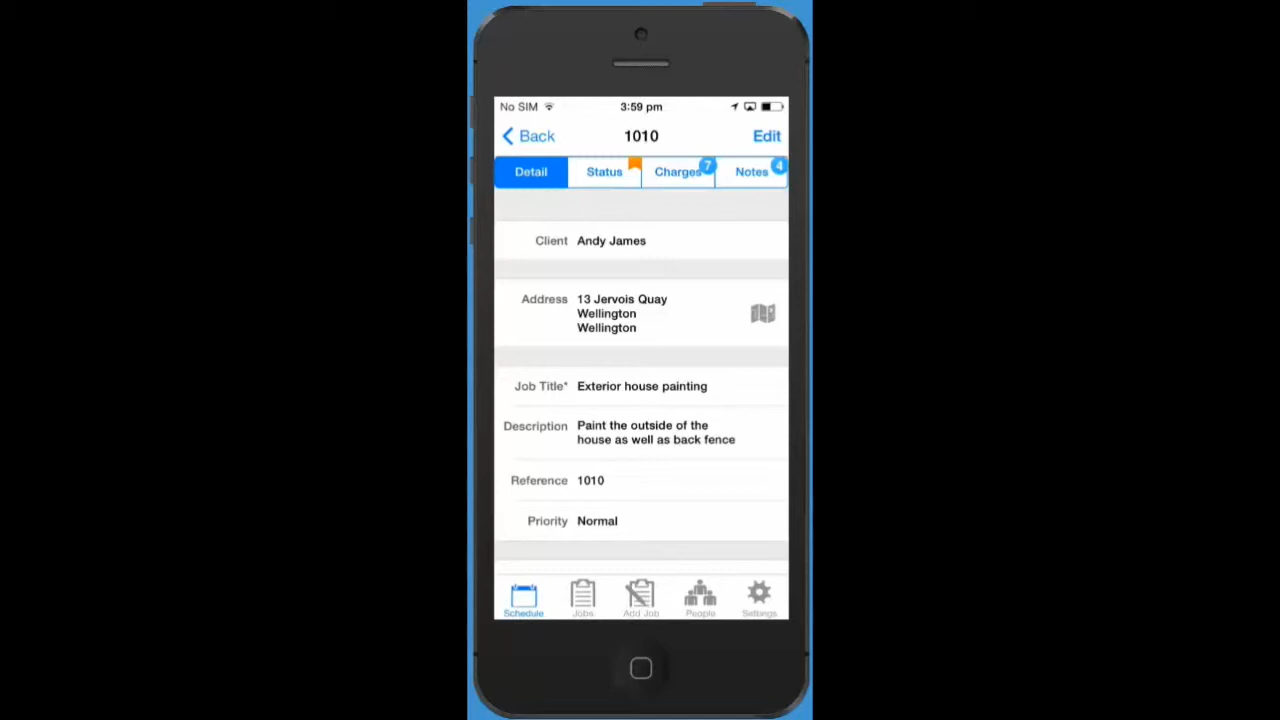 No SIM 3:59 pm
Back 1010 Edit
Detail Status Charges 7 Notes 4
Client Andy James
Address 13 Jervois Quay
Wellington
Wellington
Job Title* Exterior house painting
Description Paint the outside of the
house as well as back fence
Reference 1010
Priority Normal
Schedule Jobs Add Job People Settings